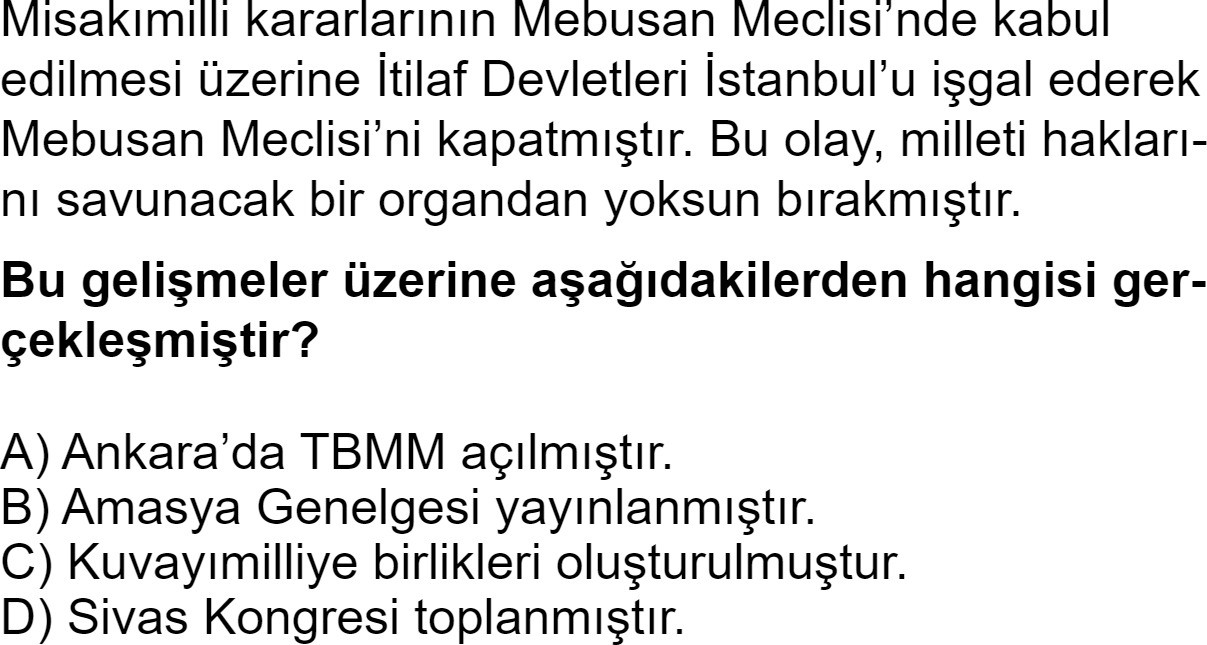 Misakımilli kararlarının Mebusan Meclisi’nde kabul
edilmesi üzerine İtilaf Devletleri İstanbul’u işgal ederek
Mebusan Meclisi’ni kapatmıştır. Bu olay, milleti hakları-
nı savunacak bir organdan yoksun bırakmıştır.
Bu gelişmeler üzerine aşağıdakilerden hangisi ger-
çekleşmiştir?
A) Ankara’da TBMM açılmıştır.
B) Amasya Genelgesi yayınlanmıştır.
C) Kuvayımilliye birlikleri oluşturulmuştur.
D) Sivas Kongresi toplanmıştır.